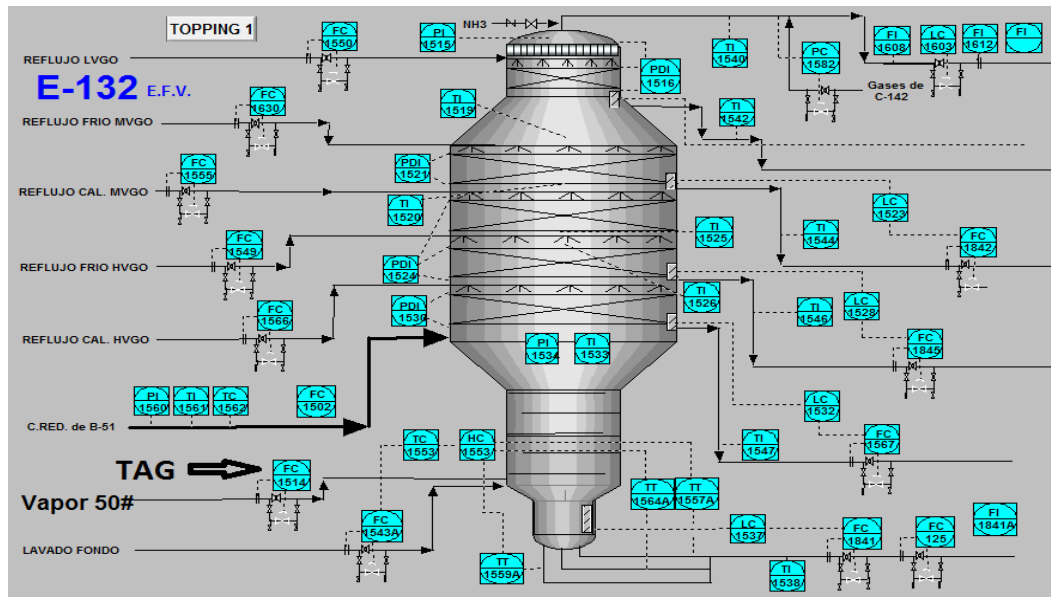 TOPPING 1
NH3
FC 1550
PI 1515
TI 1540
PC 1582
FI 1608
LC 1603
FI 1612
FI
REFLUJO LVGO
PDI 1516
Gases de
C-142
E-132 E.F.V.
FC 1630
TI 1519
TI 1542
REFLUJO FRIO MVGO
FC 1555
PDI 1521
REFLUJO CAL. MVGO
LC 1523
TI 1520
TI 1525
TI 1544
FC 1549
FC 1842
REFLUJO FRIO HVGO
PDI 1524
TI 1526
TI 1546
LC 1528
FC 1566
PDI 1530
REFLUJO CAL. HVGO
PI 1534
TI 1533
FC 1845
PI 1560
TI 1561
TC 1562
FC 1502
LC 1532
C.RED. de B-51
TC 1553
HC 1553
TI 1547
FC 1567
TAG
FC 1514
TT 1564A
TT 1557A
Vapor 50#
FI 1841A
FC 1543A
LC 1537
FC 1841
FC 125
LAVADO FONDO
TT 1559A
TI 1538